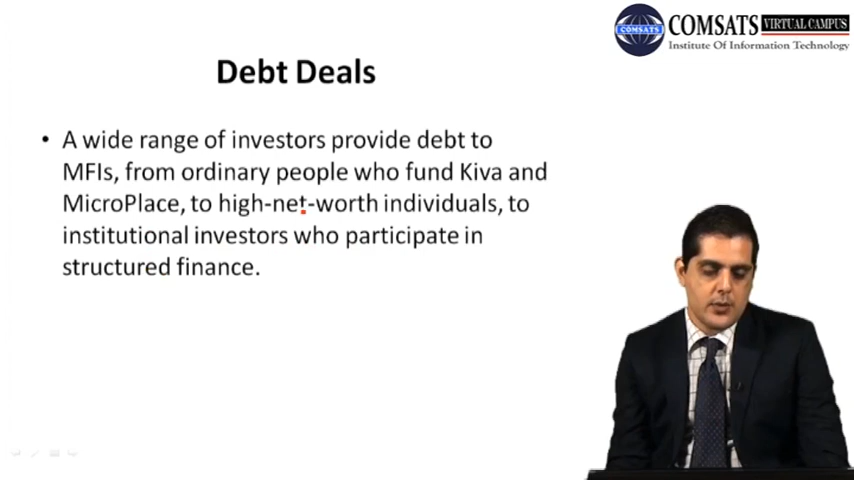 COMSATS
COMSATS VIRTUAL CAMPUS
Institute Of Information Technology
Debt Deals
• A wide range of investors provide debt to
MFIs, from ordinary people who fund Kiva and
MicroPlace, to high-net-worth individuals, to
institutional investors who participate in
structured finance.